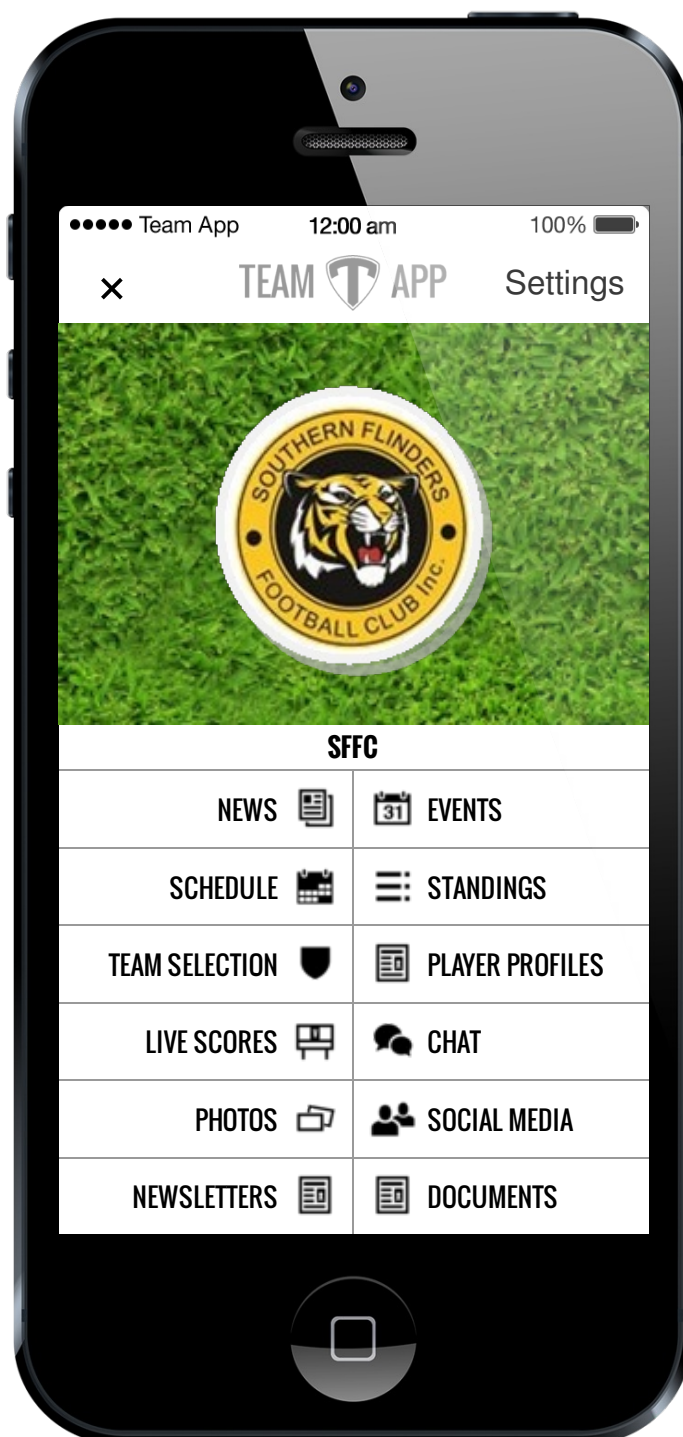 Team App 12:00 am 100%
× TEAM T APP Settings
SOUTHERN FLINDERS
FOOTBALL CLUB Inc.
SFFC
NEWS 31 EVENTS
SCHEDULE STANDINGS
TEAM SELECTION PLAYER PROFILES
LIVE SCORES CHAT
PHOTOS SOCIAL MEDIA
NEWSLETTERS DOCUMENTS